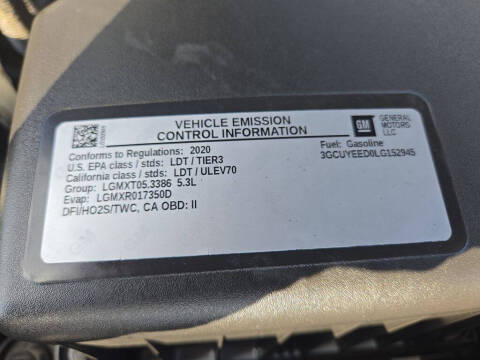 VEHICLE EMISSION
CONTROL INFORMATION
GM
GENERAL
MOTORS
LLC
Conforms to Regulations: 2020
U.S. EPA class / stds: LDT / TIER3
California class / stds: LDT / ULEV70
Group: LGMXT05.3386 5.3L
Evap: LGMXR017350D
DFI/HO2S/TWC, CA OBD: II
Fuel: Gasoline
3GCUYEED0LG152945